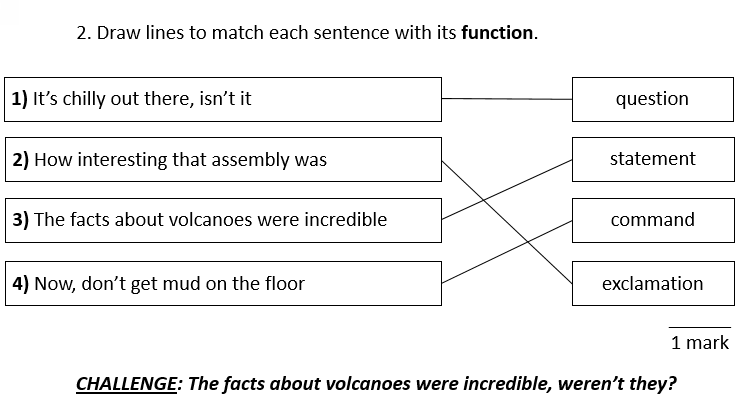 2. Draw lines to match each sentence with its function.
1) It’s chilly out there, isn’t it
question
2) How interesting that assembly was
statement
3) The facts about volcanoes were incredible
command
4) Now, don’t get mud on the floor
exclamation
1 mark
CHALLENGE: The facts about volcanoes were incredible, weren’t they?